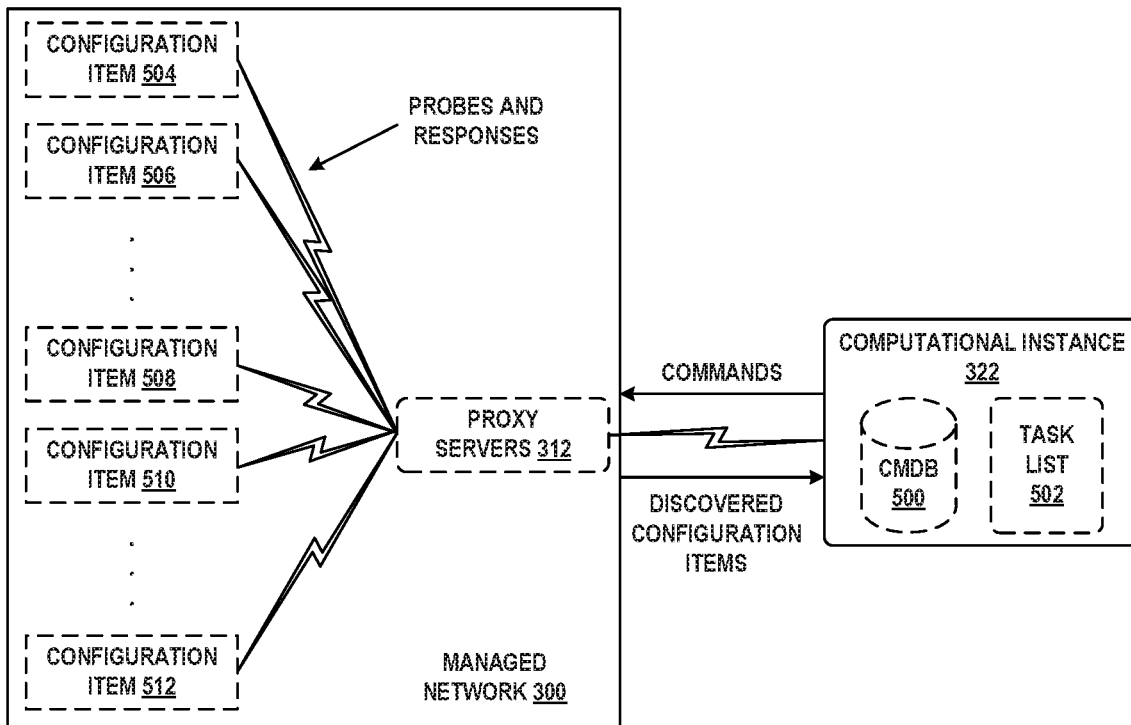 CONFIGURATION
ITEM 504
PROBES AND
RESPONSES
CONFIGURATION
ITEM 506
CONFIGURATION
ITEM 508
CONFIGURATION
ITEM 510
CONFIGURATION
ITEM 512
PROXY
SERVERS 312
MANAGED
NETWORK 300
COMMANDS
DISCOVERED
CONFIGURATION
ITEMS
COMPUTATIONAL INSTANCE
322
CMDB
500
TASK
LIST
502